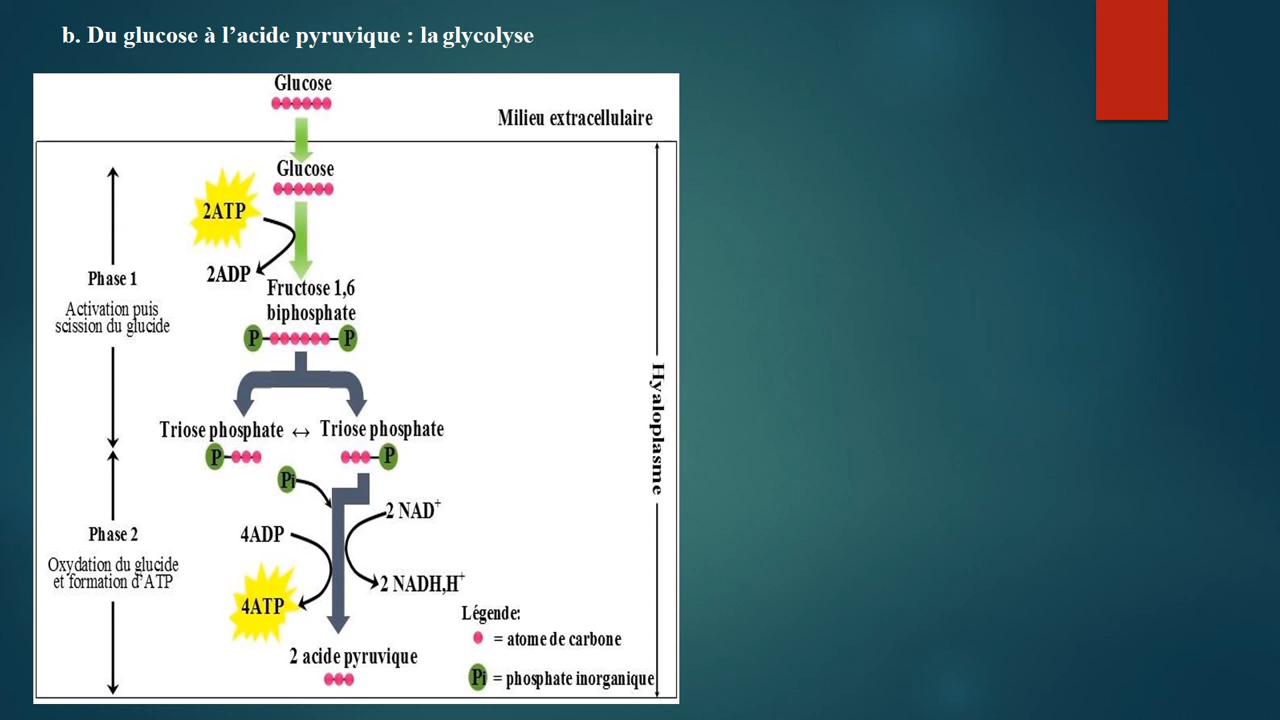 b. Du glucose à l’acide pyruvique : la glycolyse
Glucose
Milieu extracellulaire
Glucose
2ATP
2ADP
Phase 1
Activation puis
scission du glucide
Fructose 1,6
biphosphate
P P
Hyaloplasme
Triose phosphate ↔ Triose phosphate
P P
Pi
2 NAD+
Phase 2
4ADP
Oxydation du glucide
et formation d’ATP
2 NADH,H+
4ATP
Légende:
= atome de carbone
2 acide pyruvique
Pi = phosphate inorganique